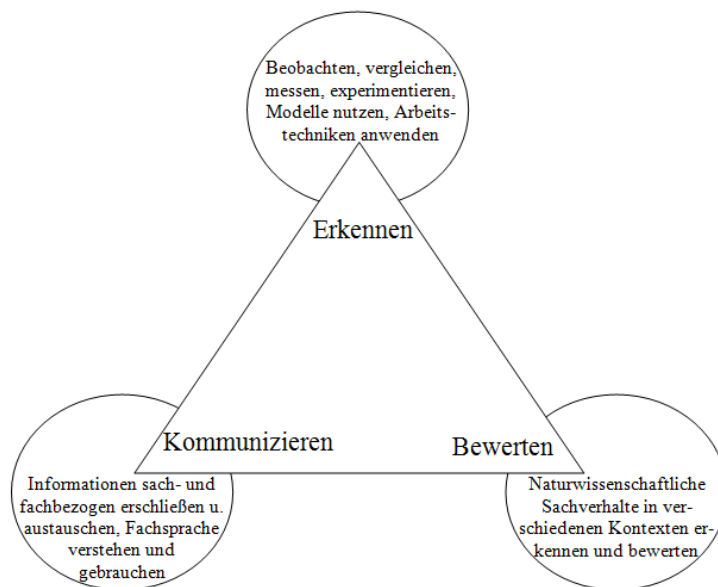 Beobachten, vergleichen,
messen, experimentieren,
Modelle nutzen, Arbeits-
techniken anwenden
Erkennen
Kommunizieren
Bewerten
Informationen sach- und
fachbezogen erschließen u.
austauschen, Fachsprache
verstehen und
gebrauchen
Naturwissenschaftliche
Sachverhalte in ver-
schiedenen Kontexten er-
kennen und bewerten